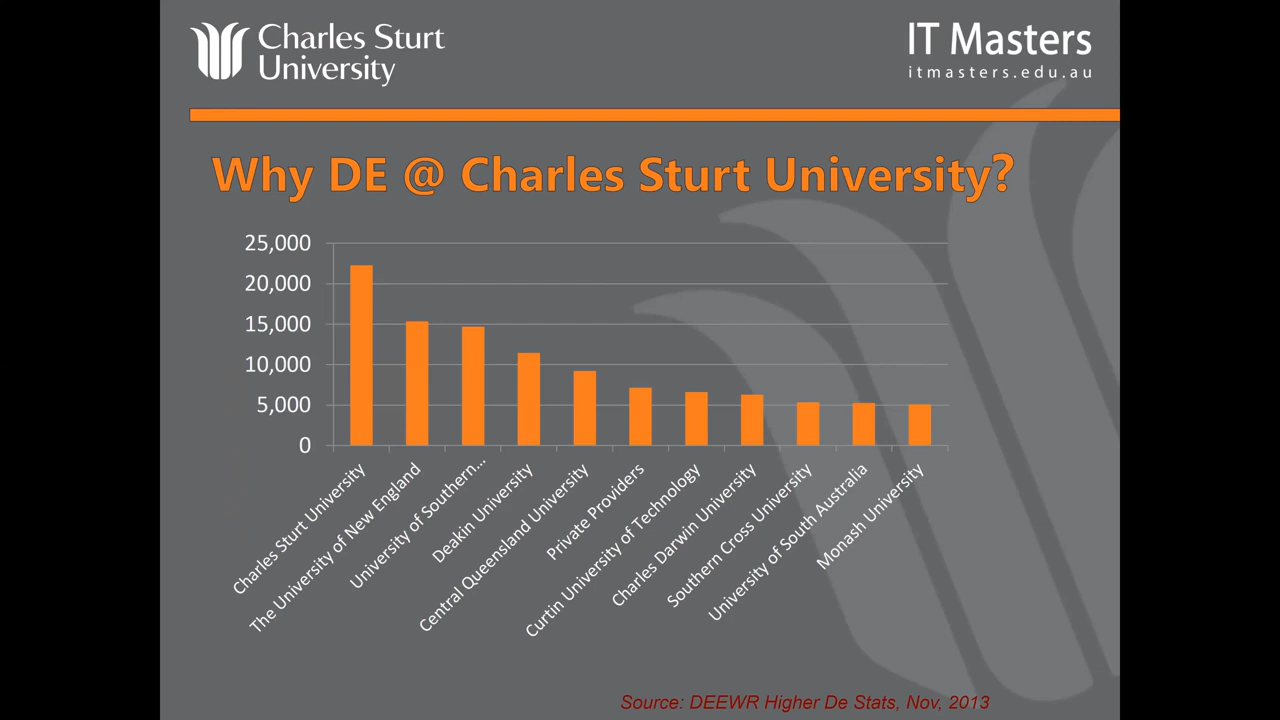 Charles Sturt
University
IT Masters
itmasters.edu.au
Why DE @ Charles Sturt University?
25,000
20,000
15,000
10,000
5,000
0
Charles Sturt University
The University of New England
University of Southern...
Deakin University
Central Queensland University
Private Providers
Curtin University of Technology
Charles Darwin University
Southern Cross University
University of South Australia
Monash University
Source: DEEWR Higher De Stats, Nov, 2013